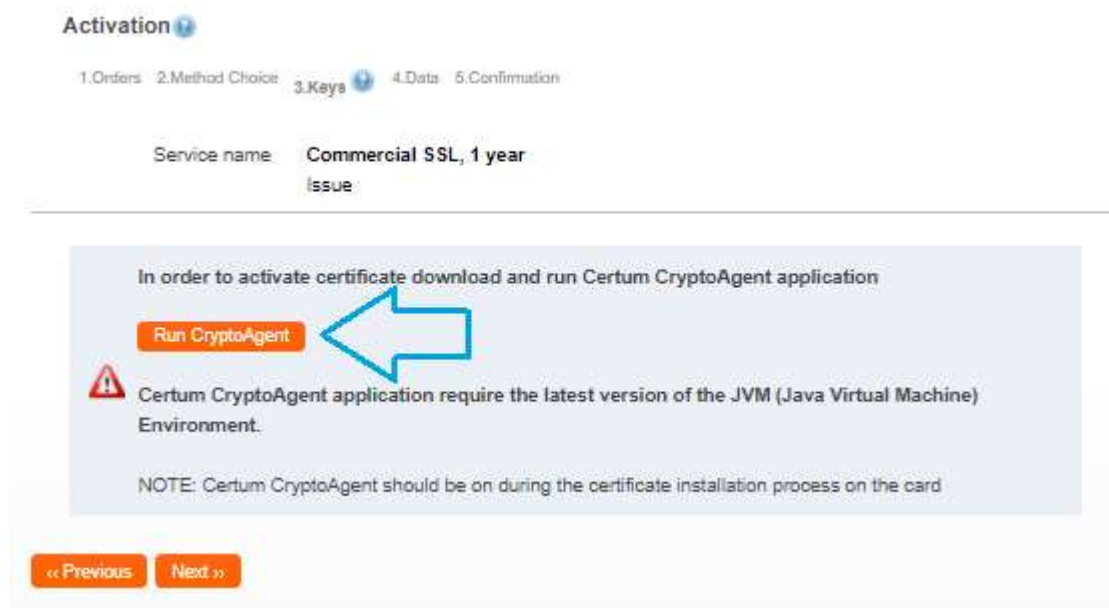 Activation
1.Orders 2.Method Choice 3.Keys 4.Data 5.Confirmation
Service name Commercial SSL, 1 year
Issue
In order to activate certificate download and run Certum CryptoAgent application
Run CryptoAgent
Certum CryptoAgent application require the latest version of the JVM (Java Virtual Machine)
Environment.
NOTE: Certum CryptoAgent should be on during the certificate installation process on the card
‹‹ Previous Next ››